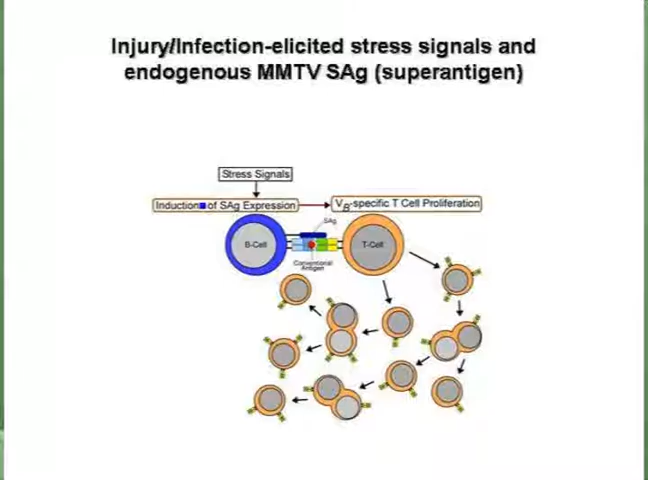 Injury/Infection-elicited stress signals and
endogenous MMTV SAg (superantigen)
Stress Signals
Induction of SAg Expression
VB-specific T Cell Proliferation
SAg
B-Cell
T-Cell
Conventional
Antigen